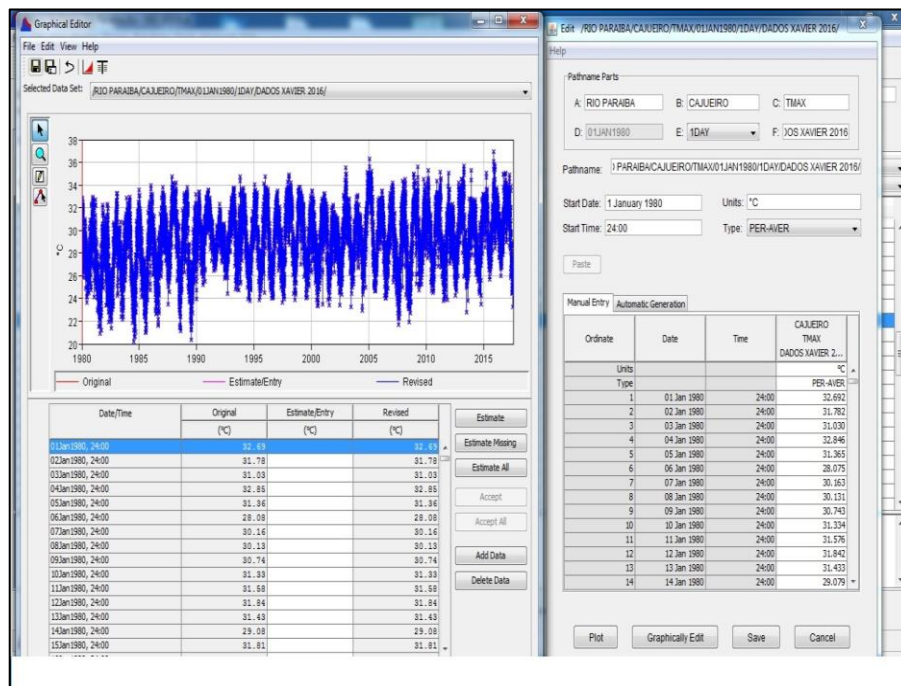 Graphical Editor
File Edit View Help
Selected Data Set: /RIO PARAIBA/CAJUEIRO/TMAX/01JAN1980/1DAY/DADOS XAVIER 2016/
38
36
34
32
30
28
26
24
22
20
°C
1980 1985 1990 1995 2000 2005 2010 2015
Original Estimate/Entry Revised
Date/Time Original Estimate/Entry Revised
(°C) (°C) (°C)
01Jan1980, 24:00 32.69 32.69
02Jan1980, 24:00 31.78 31.78
03Jan1980, 24:00 31.03 31.03
04Jan1980, 24:00 32.85 32.85
05Jan1980, 24:00 31.36 31.36
06Jan1980, 24:00 28.08 28.08
07Jan1980, 24:00 30.16 30.16
08Jan1980, 24:00 30.13 30.13
09Jan1980, 24:00 30.74 30.74
10Jan1980, 24:00 31.33 31.33
11Jan1980, 24:00 31.58 31.58
12Jan1980, 24:00 31.84 31.84
13Jan1980, 24:00 31.43 31.43
14Jan1980, 24:00 29.08 29.08
15Jan1980, 24:00 31.81 31.81
Estimate
Estimate Missing
Estimate All
Accept
Accept All
Add Data
Delete Data
Edit /RIO PARAIBA/CAJUEIRO/TMAX/01JAN1980/1DAY/DADOS XAVIER 2016/
Help
Pathname Parts
A: RIO PARAIBA B: CAJUEIRO C: TMAX
D: 01JAN1980 E: 1DAY F: JOS XAVIER 2016
Pathname: PARAIBA/CAJUEIRO/TMAX/01JAN1980/1DAY/DADOS XAVIER 2016/
Start Date: 1 January 1980 Units: °C
Start Time: 24:00 Type: PER-AVER
Paste
Manual Entry Automatic Generation
Ordinate Date Time CAJUEIRO
TMAX
DADOS XAVIER 2...
Units °C
Type PER-AVER
1 01 Jan 1980 24:00 32.692
2 02 Jan 1980 24:00 31.782
3 03 Jan 1980 24:00 31.030
4 04 Jan 1980 24:00 32.846
5 05 Jan 1980 24:00 31.365
6 06 Jan 1980 24:00 28.075
7 07 Jan 1980 24:00 30.163
8 08 Jan 1980 24:00 30.131
9 09 Jan 1980 24:00 30.743
10 10 Jan 1980 24:00 31.334
11 11 Jan 1980 24:00 31.576
12 12 Jan 1980 24:00 31.842
13 13 Jan 1980 24:00 31.433
14 14 Jan 1980 24:00 29.079
Plot Graphically Edit Save Cancel